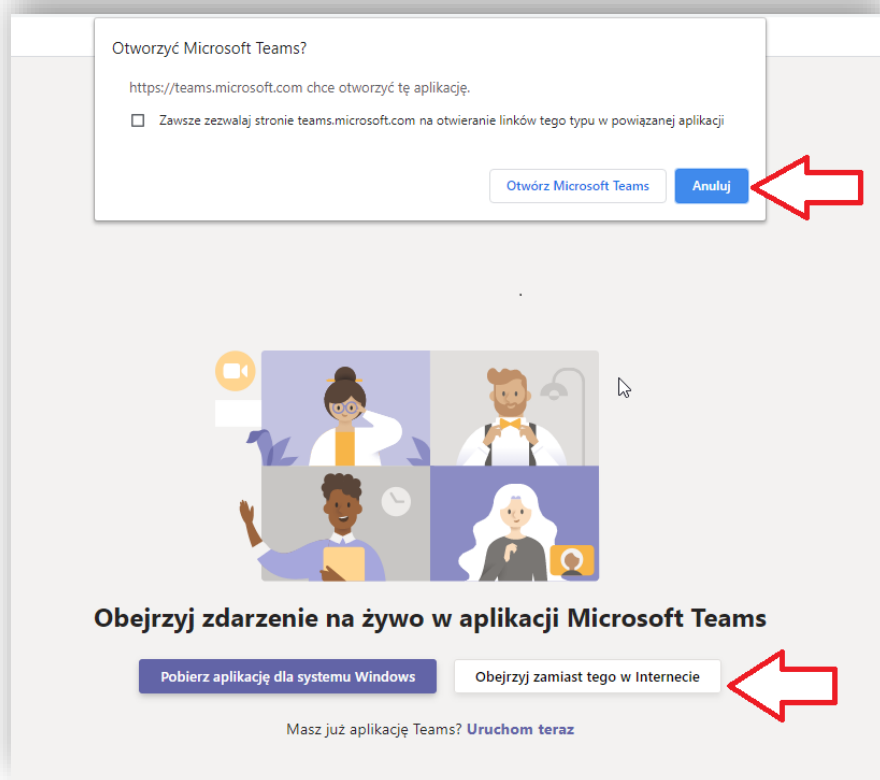 Otworzyć Microsoft Teams?
https://teams.microsoft.com chce otworzyć tę aplikację.
Zawsze zezwalaj stronie teams.microsoft.com na otwieranie linków tego typu w powiązanej aplikacji
Otwórz Microsoft Teams Anuluj
Obejrzyj zdarzenie na żywo w aplikacji Microsoft Teams
Pobierz aplikację dla systemu Windows Obejrzyj zamiast tego w Internecie
Masz już aplikację Teams? Uruchom teraz